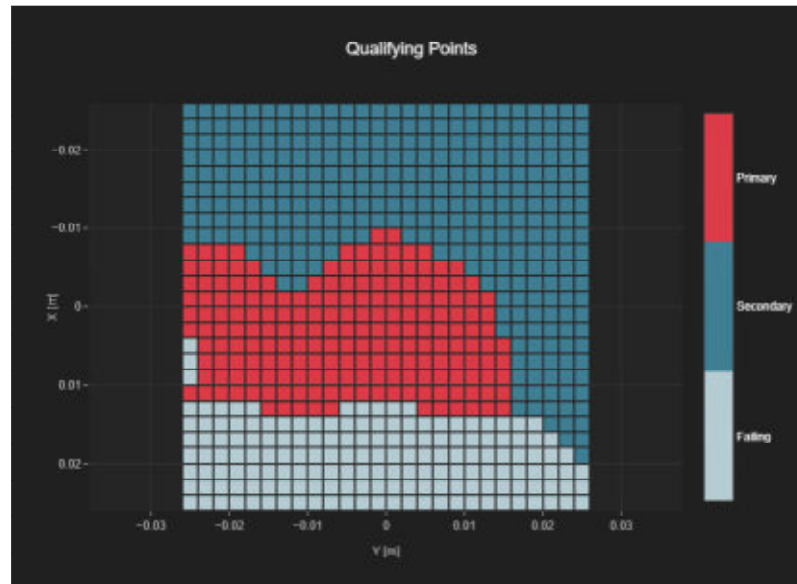 Qualifying Points
−0.02
−0.01
0
0.01
0.02
X [m]
−0.03
−0.02
−0.01
0
0.01
0.02
0.03
Y [m]
Primary
Secondary
Failing